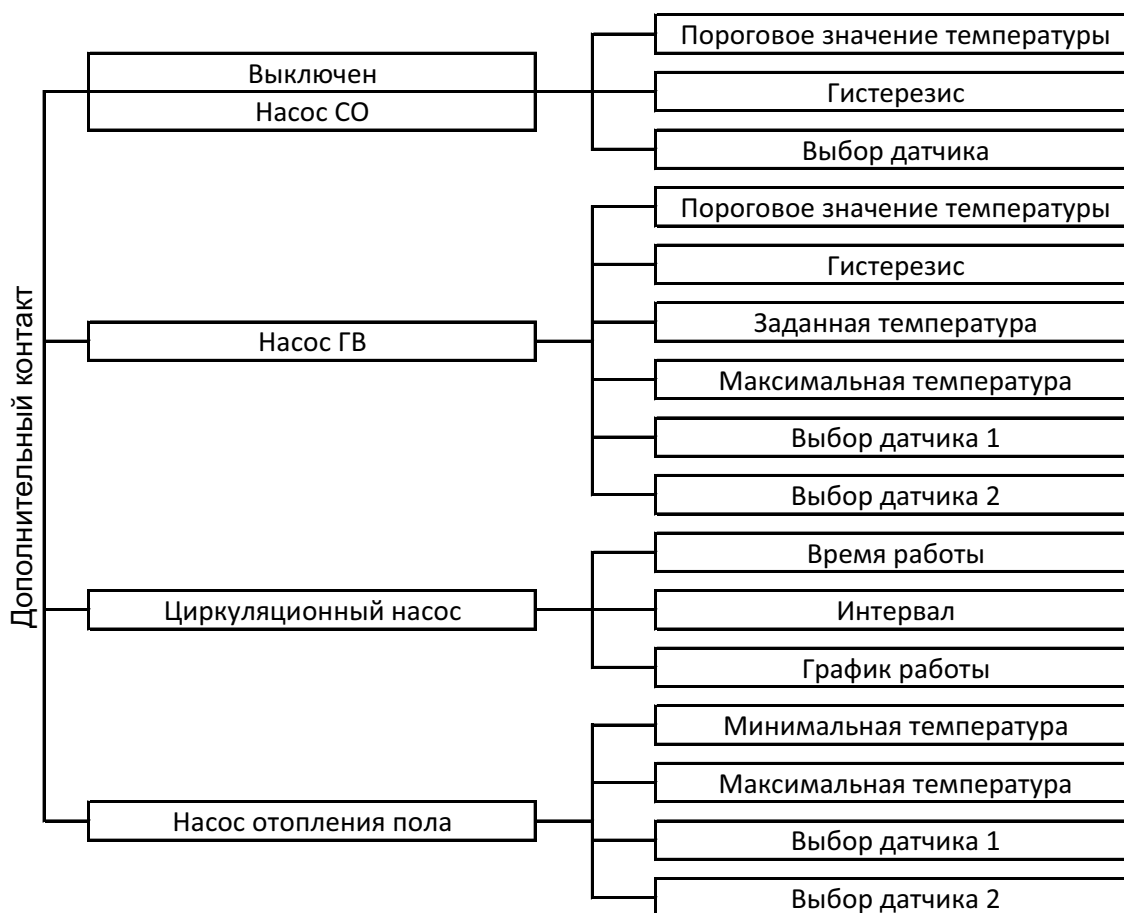 Дополнительный контакт
Выключен
Насос СО
Пороговое значение температуры
Гистерезис
Выбор датчика
Насос ГВ
Пороговое значение температуры
Гистерезис
Заданная температура
Максимальная температура
Выбор датчика 1
Выбор датчика 2
Циркуляционный насос
Время работы
Интервал
График работы
Насос отопления пола
Минимальная температура
Максимальная температура
Выбор датчика 1
Выбор датчика 2